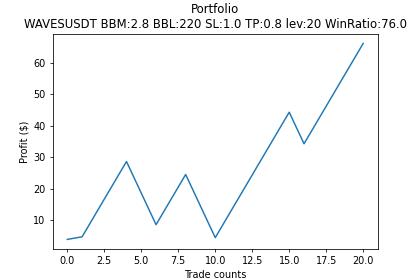 Portfolio
WAVESUSDT BBM:2.8 BBL:220 SL:1.0 TP:0.8 lev:20 WinRatio:76.0
60
50
40
30
20
10
Profit ($)
0.0 2.5 5.0 7.5 10.0 12.5 15.0 17.5 20.0
Trade counts